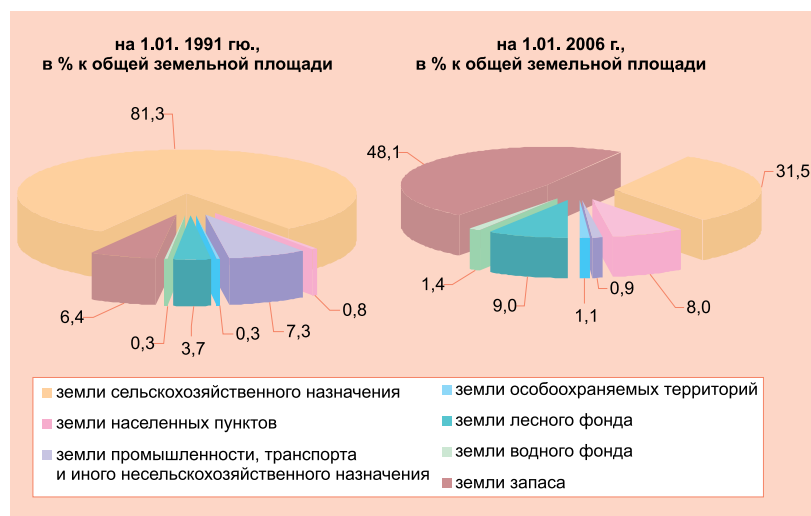 на 1.01. 1991 гю.,
в % к общей земельной площади
на 1.01. 2006 г.,
в % к общей земельной площади
81,3
6,4
0,3
3,7
0,3
7,3
0,8
48,1
31,5
1,4
9,0
1,1
0,9
8,0
земли сельскохозяйственного назначения
земли населенных пунктов
земли промышленности, транспорта
и иного несельскохозяйственного назначения
земли особоохраняемых территорий
земли лесного фонда
земли водного фонда
земли запаса